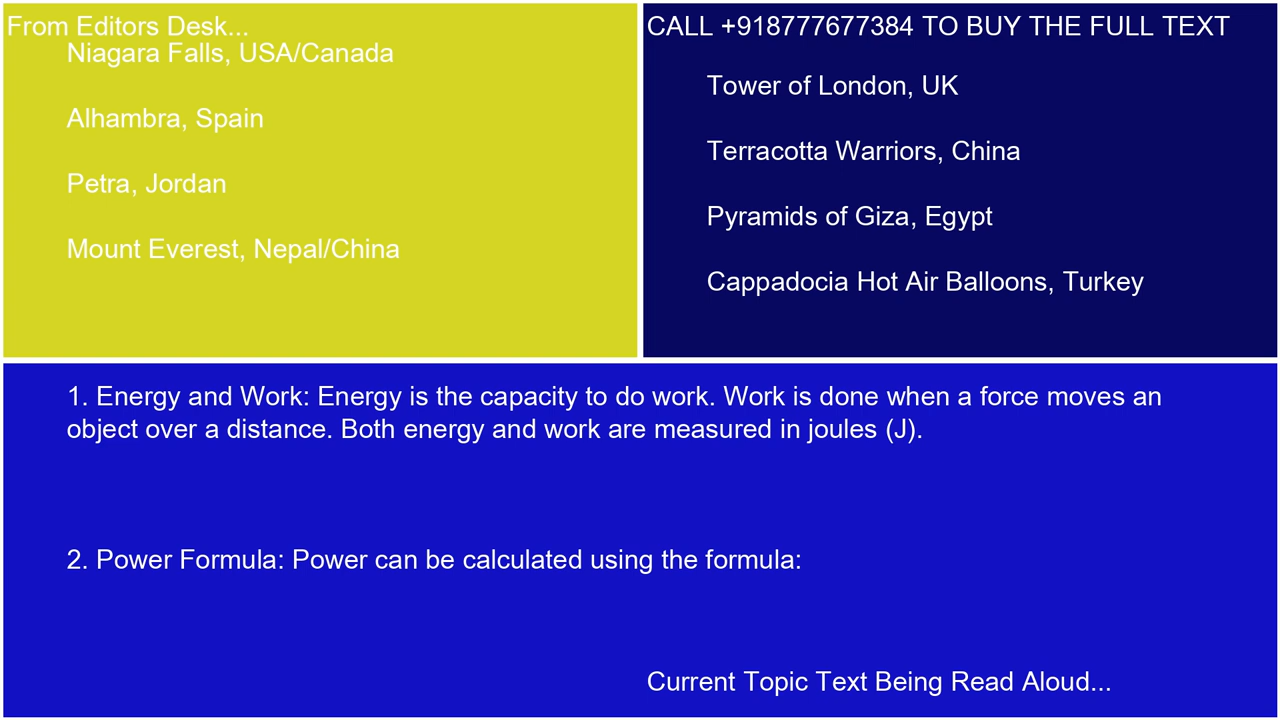 From Editors Desk...
Niagara Falls, USA/Canada
Alhambra, Spain
Petra, Jordan
Mount Everest, Nepal/China
CALL +918777677384 TO BUY THE FULL TEXT
Tower of London, UK
Terracotta Warriors, China
Pyramids of Giza, Egypt
Cappadocia Hot Air Balloons, Turkey
1. Energy and Work: Energy is the capacity to do work. Work is done when a force moves an
object over a distance. Both energy and work are measured in joules (J).
2. Power Formula: Power can be calculated using the formula:
Current Topic Text Being Read Aloud...